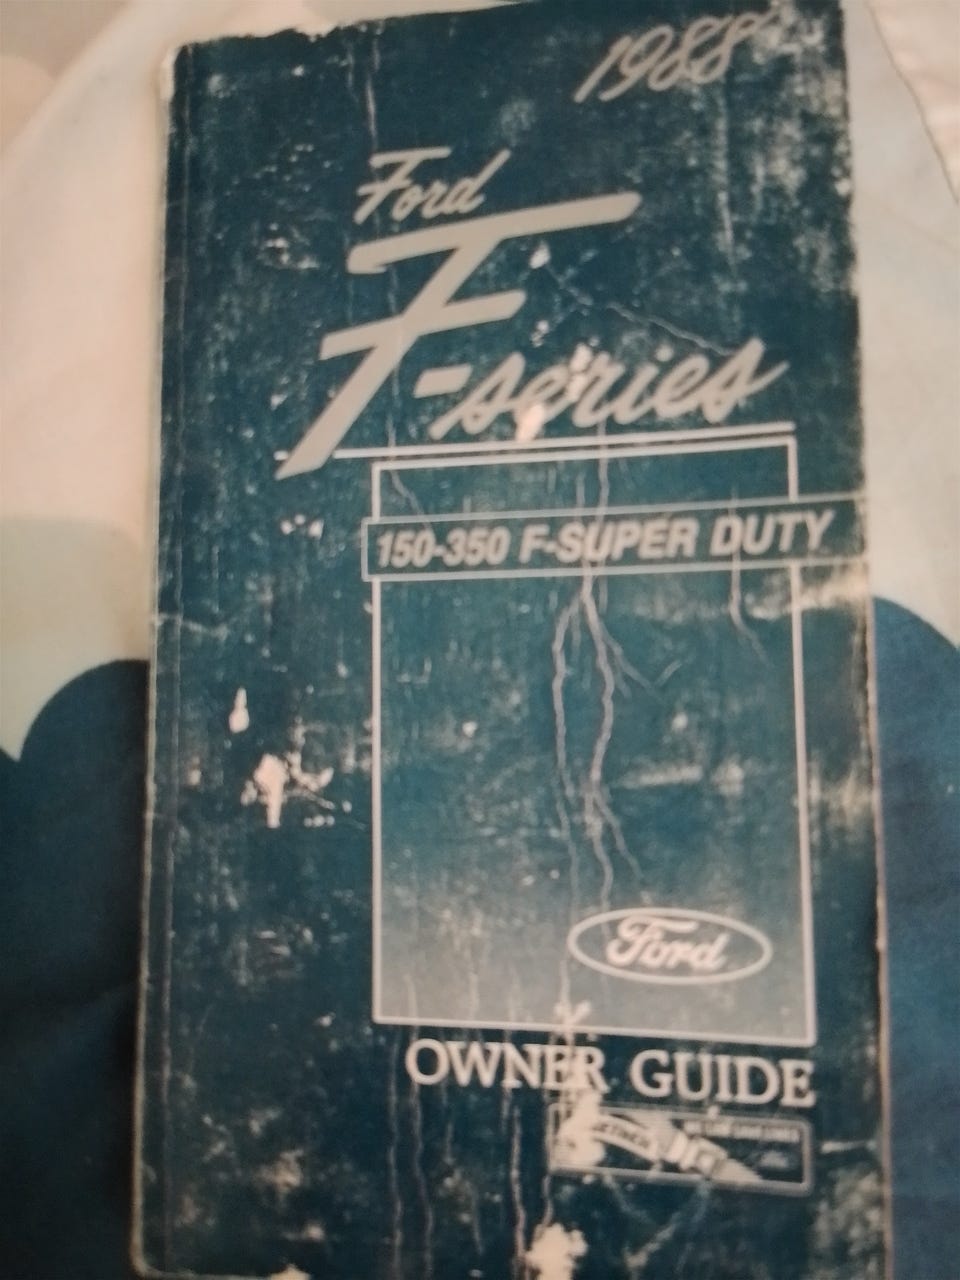 1988
Ford
F-series
150-350 F-SUPER DUTY
Ford
OWNER GUIDE